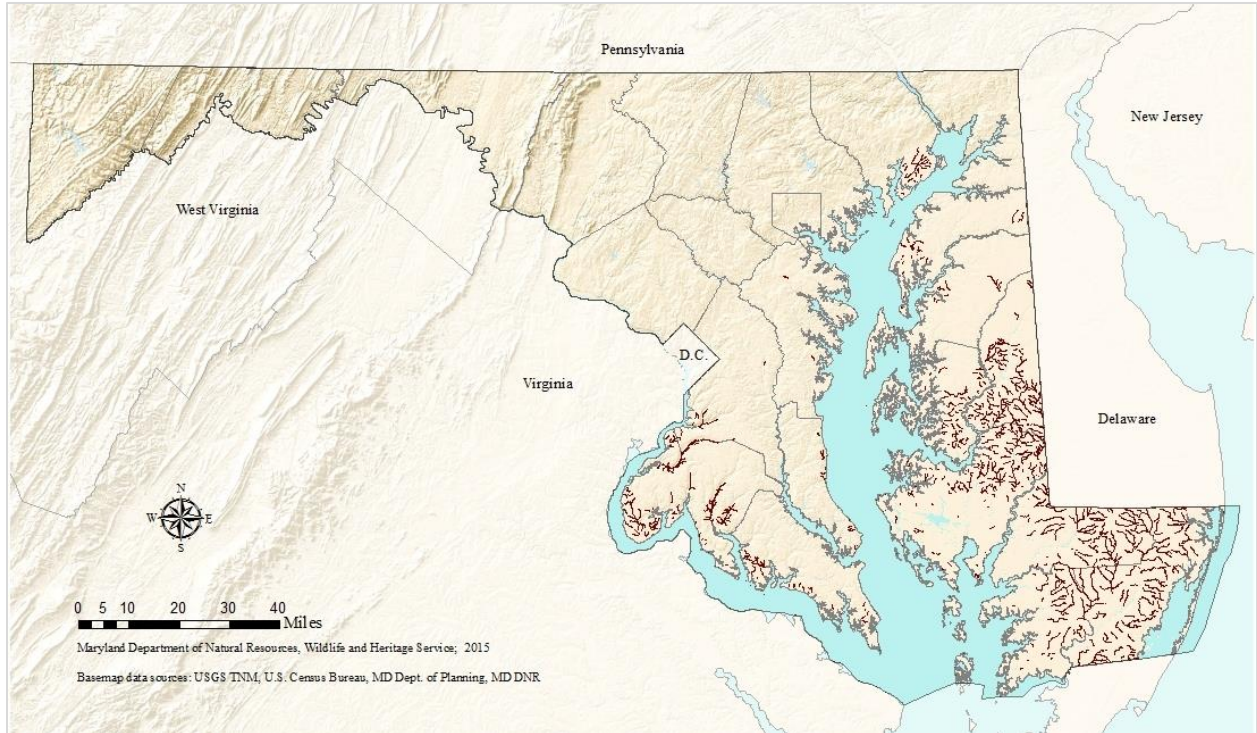 Pennsylvania
New Jersey
West Virginia
D.C.
Virginia
Delaware
N
W E
S
0 5 10 20 30 40
Miles
Maryland Department of Natural Resources, Wildlife and Heritage Service; 2015
Basemap data sources: USGS TNM, U.S. Census Bureau, MD Dept. of Planning, MD DNR